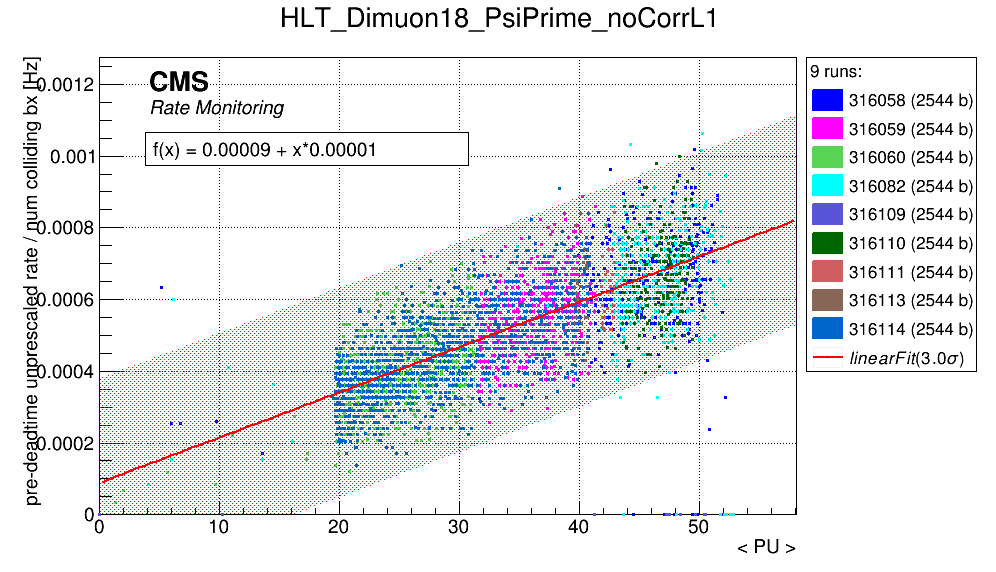 HLT_Dimuon18_PsiPrime_noCorrL1
pre-deadtime unprescaled rate / num colliding bx [Hz]
CMS
Rate Monitoring
f(x) = 0.00009 + x*0.00001
0.0012
0.001
0.0008
0.0006
0.0004
0.0002
0
0 10 20 30 40 50
< PU >
9 runs:
316058 (2544 b)
316059 (2544 b)
316060 (2544 b)
316082 (2544 b)
316109 (2544 b)
316110 (2544 b)
316111 (2544 b)
316113 (2544 b)
316114 (2544 b)
linearFit(3.0σ)